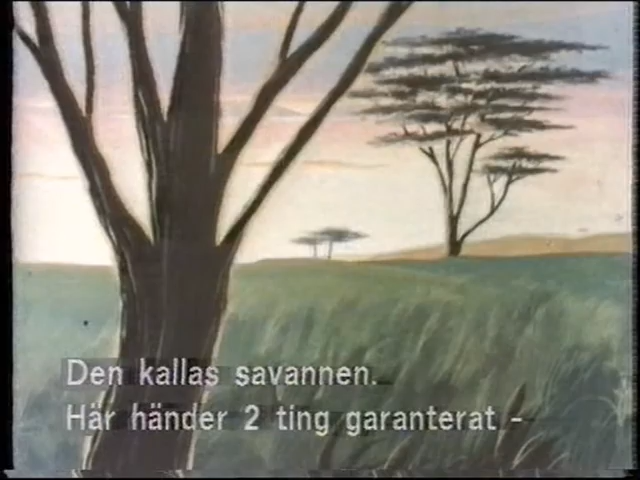 Den kallas savannen.
Här händer 2 ting garanterat -